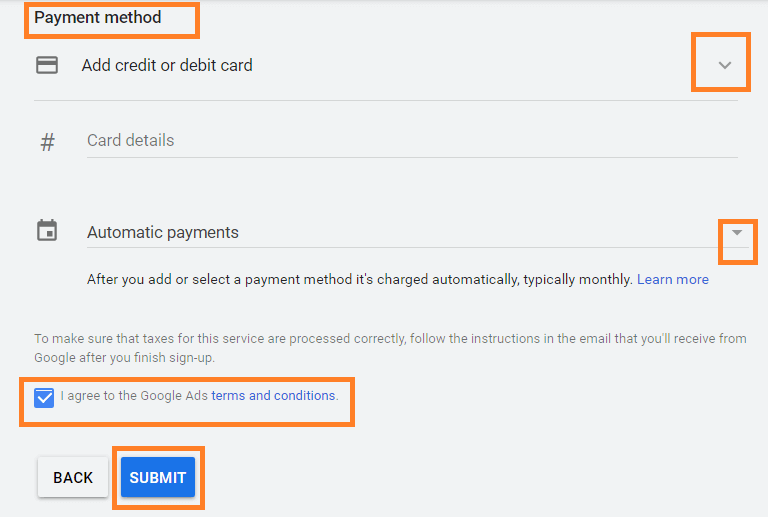 Payment method
Add credit or debit card
# Card details
Automatic payments
After you add or select a payment method it's charged automatically, typically monthly. Learn more
To make sure that taxes for this service are processed correctly, follow the instructions in the email that you'll receive from
Google after you finish sign-up.
I agree to the Google Ads terms and conditions.
BACK SUBMIT